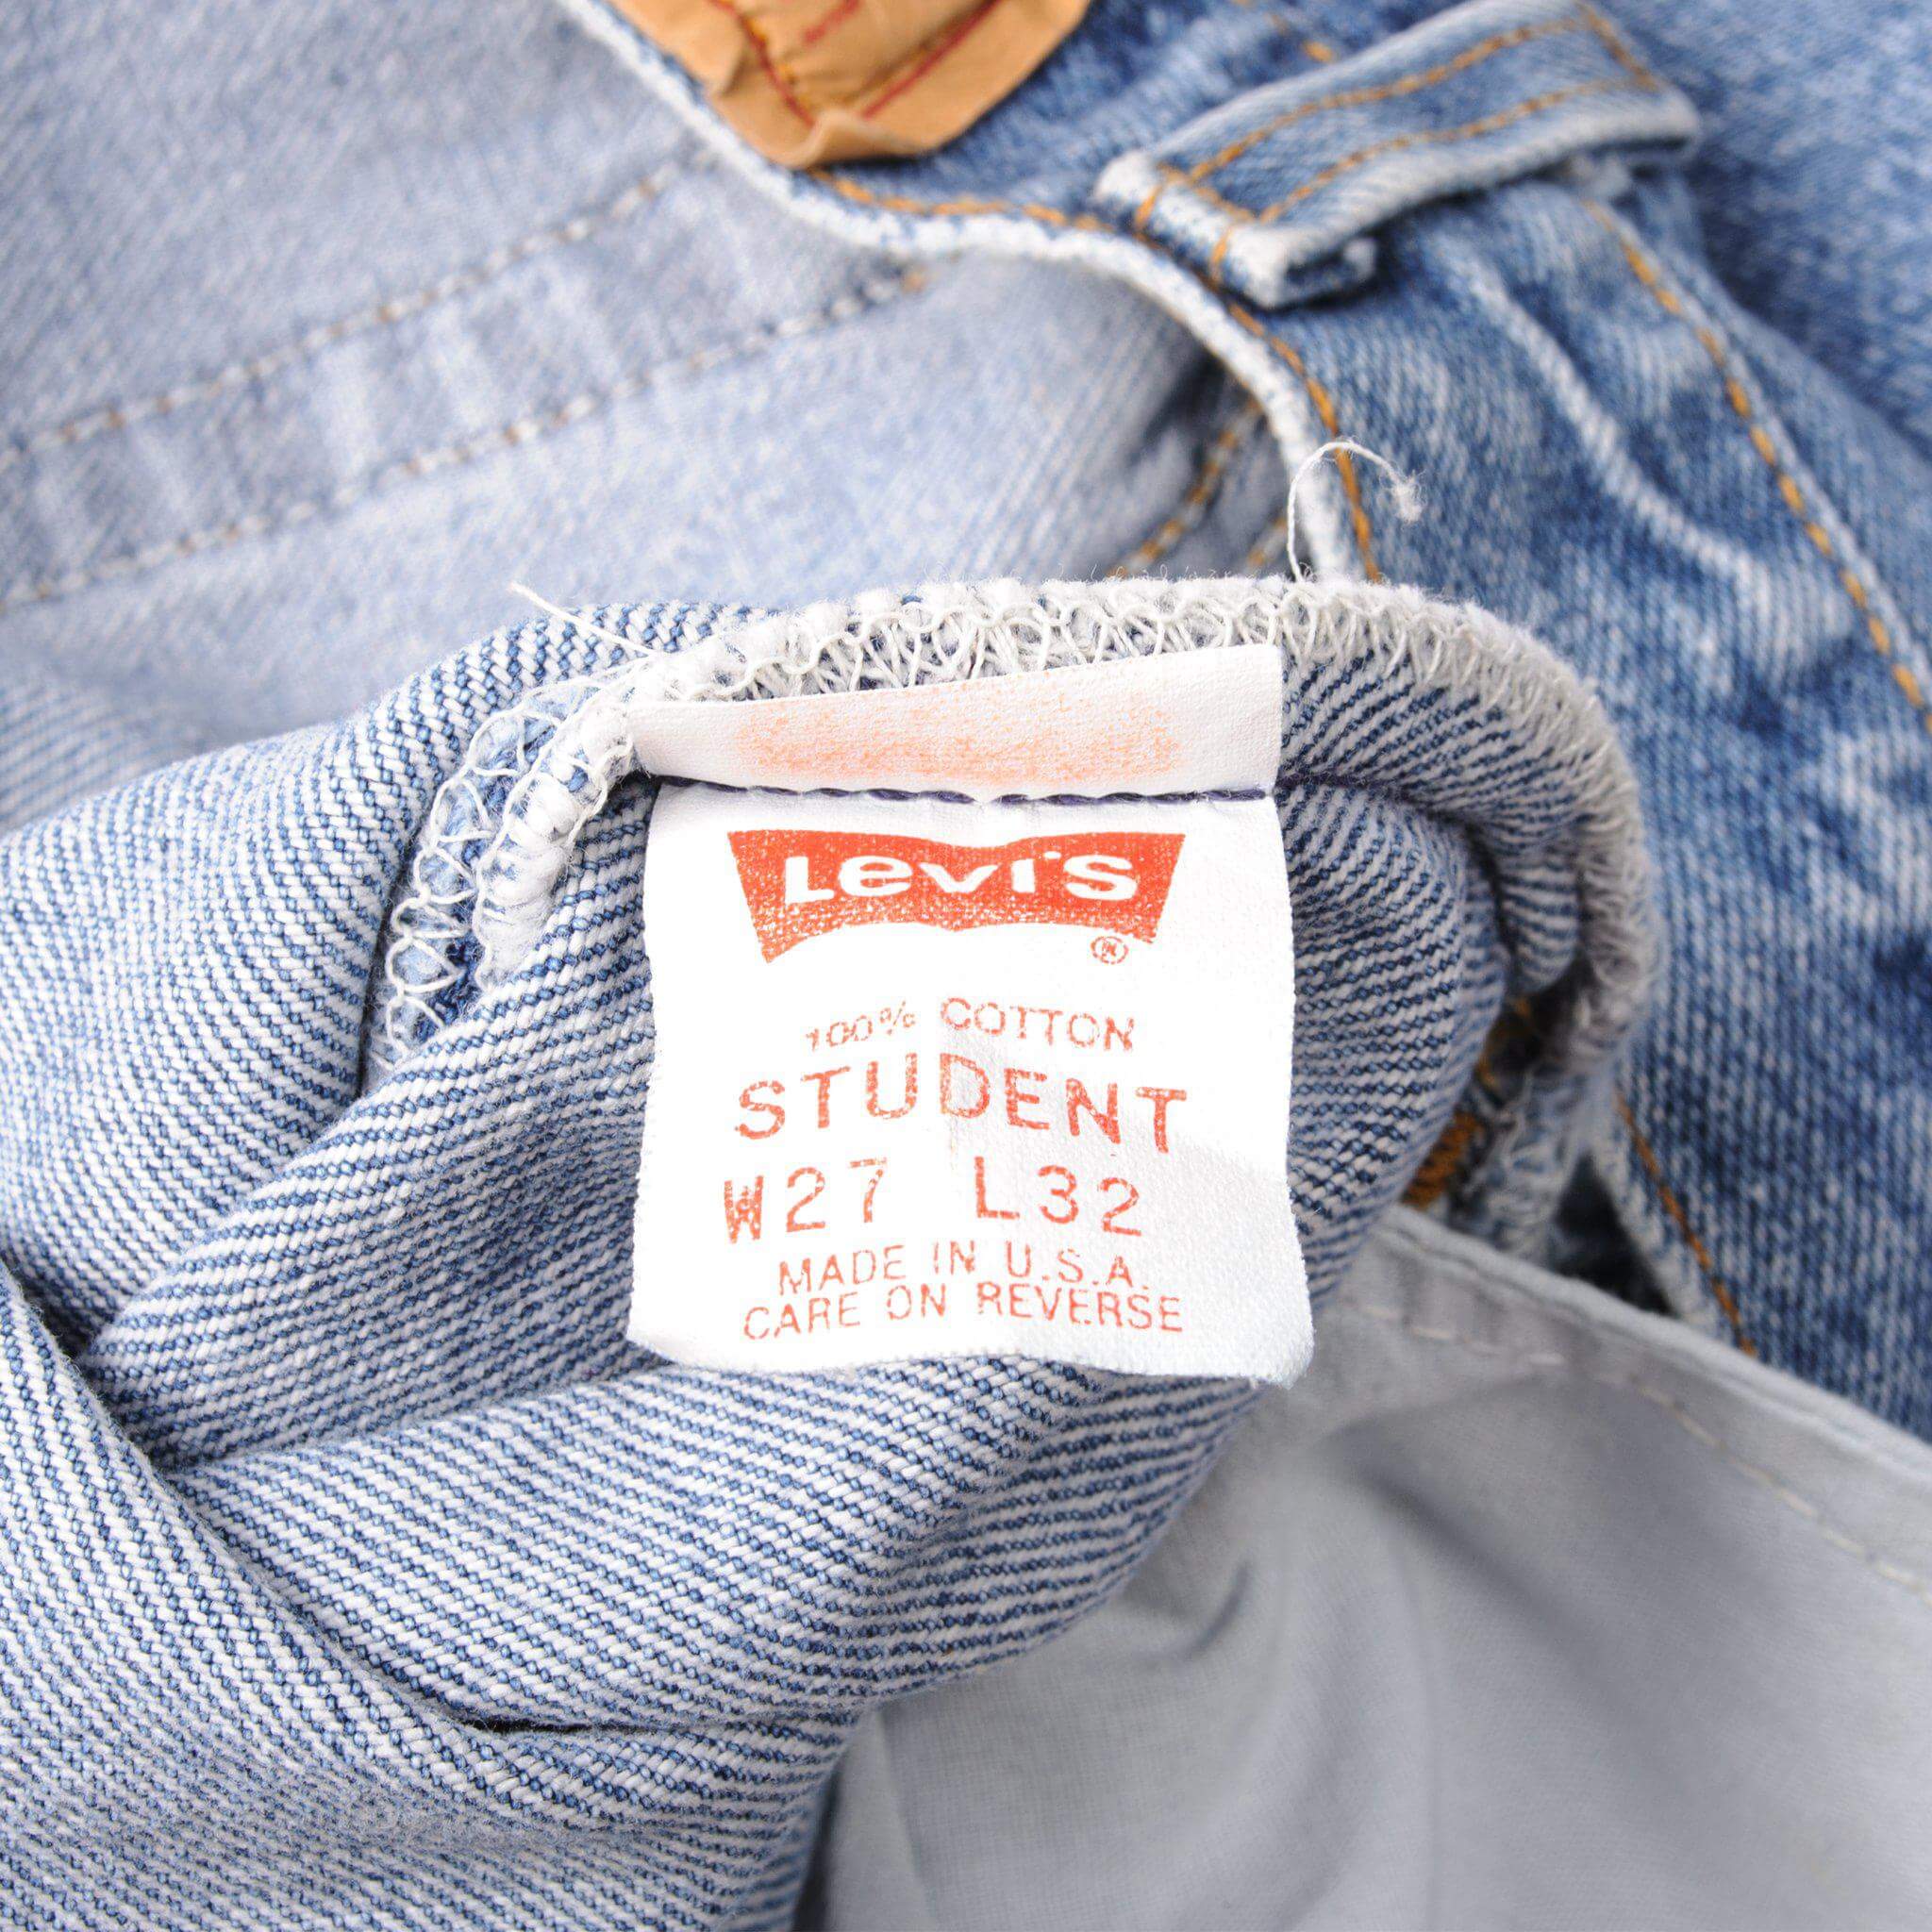 Levi's
®
100% COTTON
STUDENT
W27 L32
MADE IN U.S.A.
CARE ON REVERSE